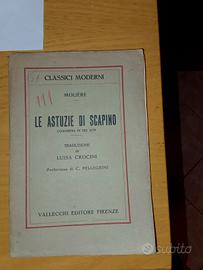 CLASSICI MODERNI
MOLIÈRE
LE ASTUZIE DI SCAPINO
COMMEDIA IN TRE ATTI
TRADUZIONE
di
LUISA CROCINI
Prefazione di C. PELLEGRINI
VALLECCHI EDITORE FIRENZE
subito